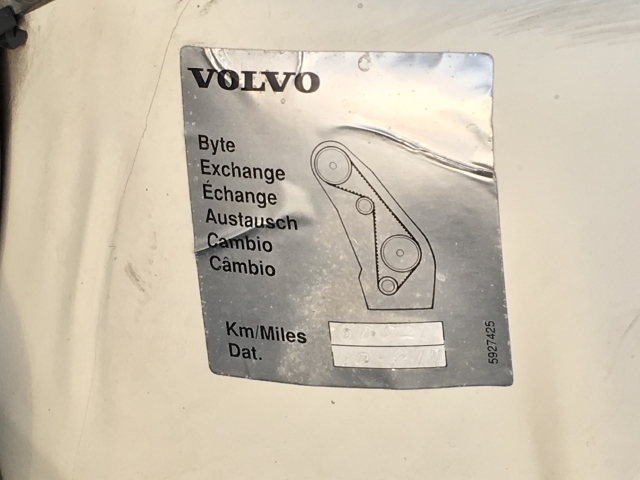 VOLVO
Byte
Exchange
Échange
Austausch
Cambio
Câmbio
Km/Miles
Dat.
5927425